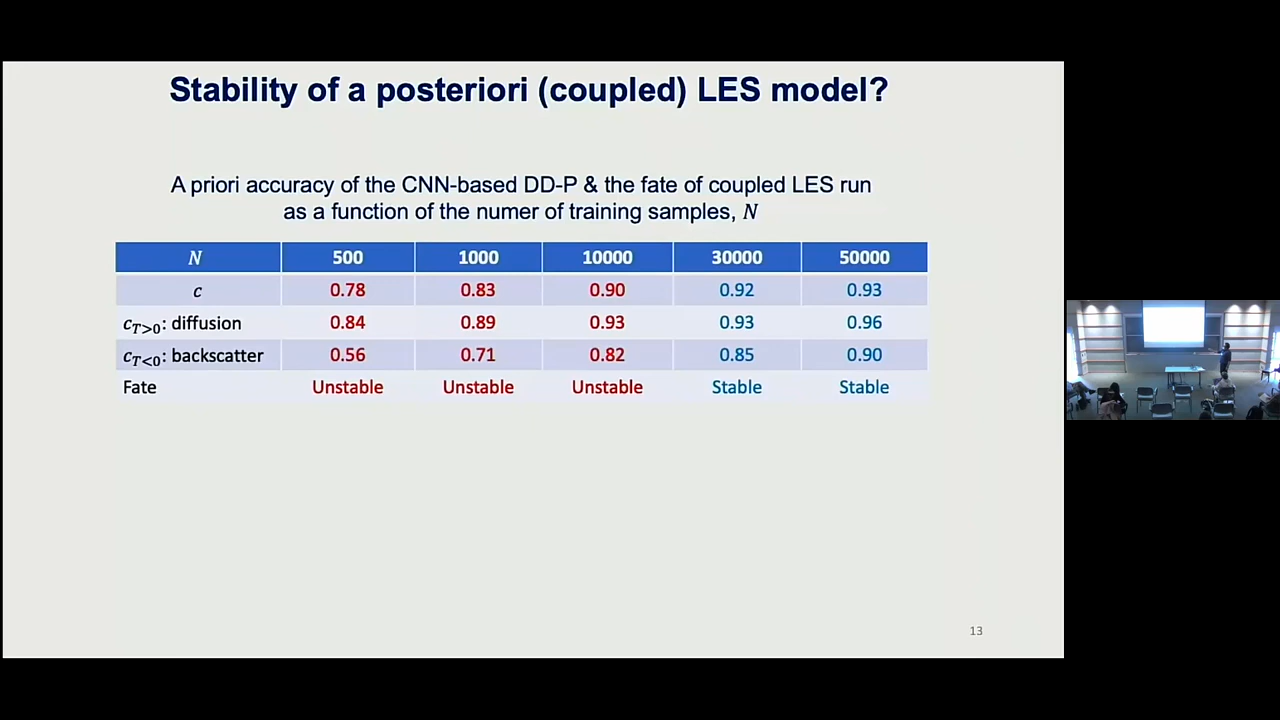 Stability of a posteriori (coupled) LES model?
A priori accuracy of the CNN-based DD-P & the fate of coupled LES run
as a function of the numer of training samples, N
N 500 1000 10000 30000 50000
c 0.78 0.83 0.90 0.92 0.93
c_{T>0}: diffusion 0.84 0.89 0.93 0.93 0.96
c_{T<0}: backscatter 0.56 0.71 0.82 0.85 0.90
Fate Unstable Unstable Unstable Stable Stable
13